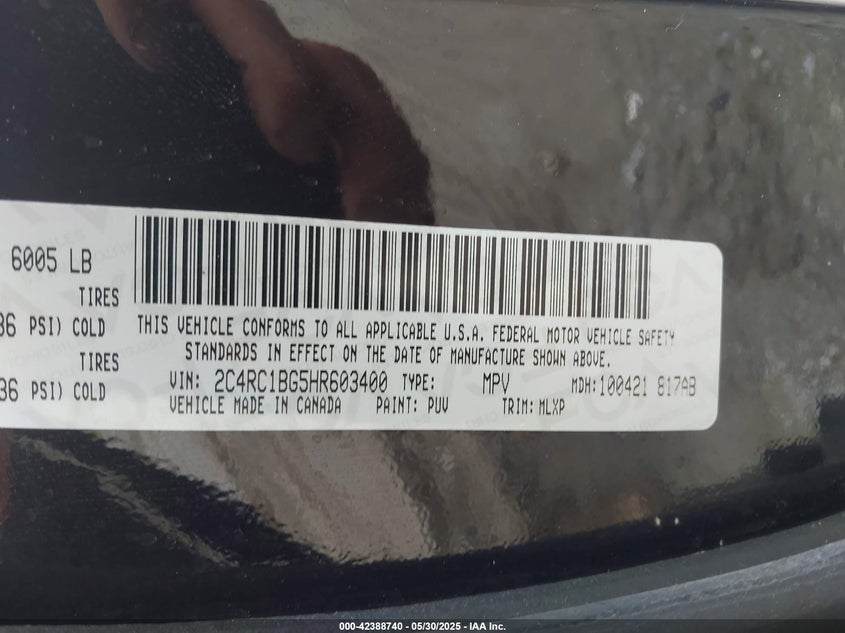 6005 LB
TIRES
36 PSI) COLD
TIRES
36 PSI) COLD
THIS VEHICLE CONFORMS TO ALL APPLICABLE U.S.A. FEDERAL MOTOR VEHICLE SAFETY
STANDARDS IN EFFECT ON THE DATE OF MANUFACTURE SHOWN ABOVE.
VIN: 2C4RC1BG5HR603400 TYPE: MPV MDH:100421 817AB
VEHICLE MADE IN CANADA PAINT: PUV TRIM: MLXP
000-42388740 - 05/30/2025 - IAA Inc.